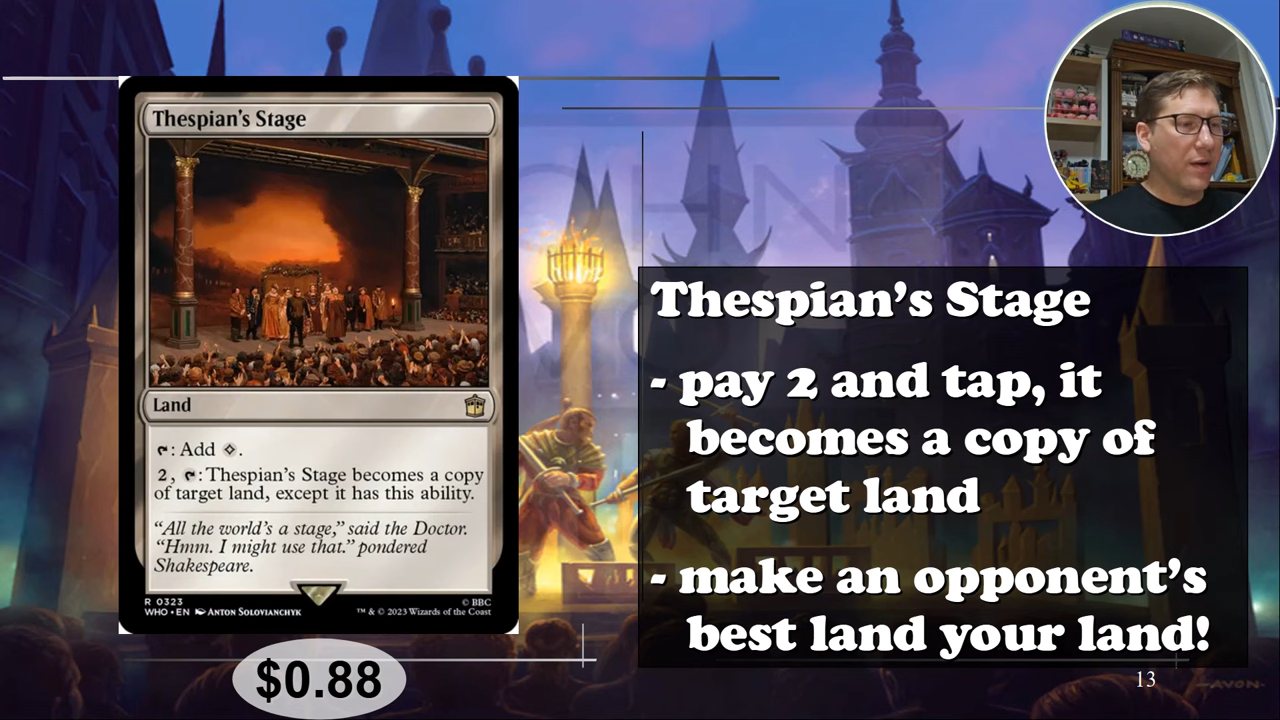 Thespian's Stage
Land
: Add .
2, : Thespian's Stage becomes a copy
of target land, except it has this ability.
"All the world's a stage," said the Doctor.
"Hmm. I might use that." pondered
Shakespeare.
R 0323
WHO • EN ANTON SOLOVIANCHYK
© BBC
™ & © 2023 Wizards of the Coast
$0.88
Thespian's Stage
- pay 2 and tap, it
becomes a copy of
target land
- make an opponent's
best land your land!
13
-AVON-